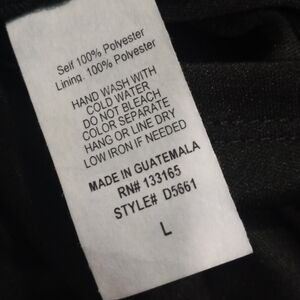 Self 100% Polyester
Lining 100% Polyester
HAND WASH WITH
COLD WATER
DO NOT BLEACH
COLOR SEPARATE
HANG OR LINE DRY
LOW IRON IF NEEDED
MADE IN GUATEMALA
RN# 133165
STYLE# D5661
L